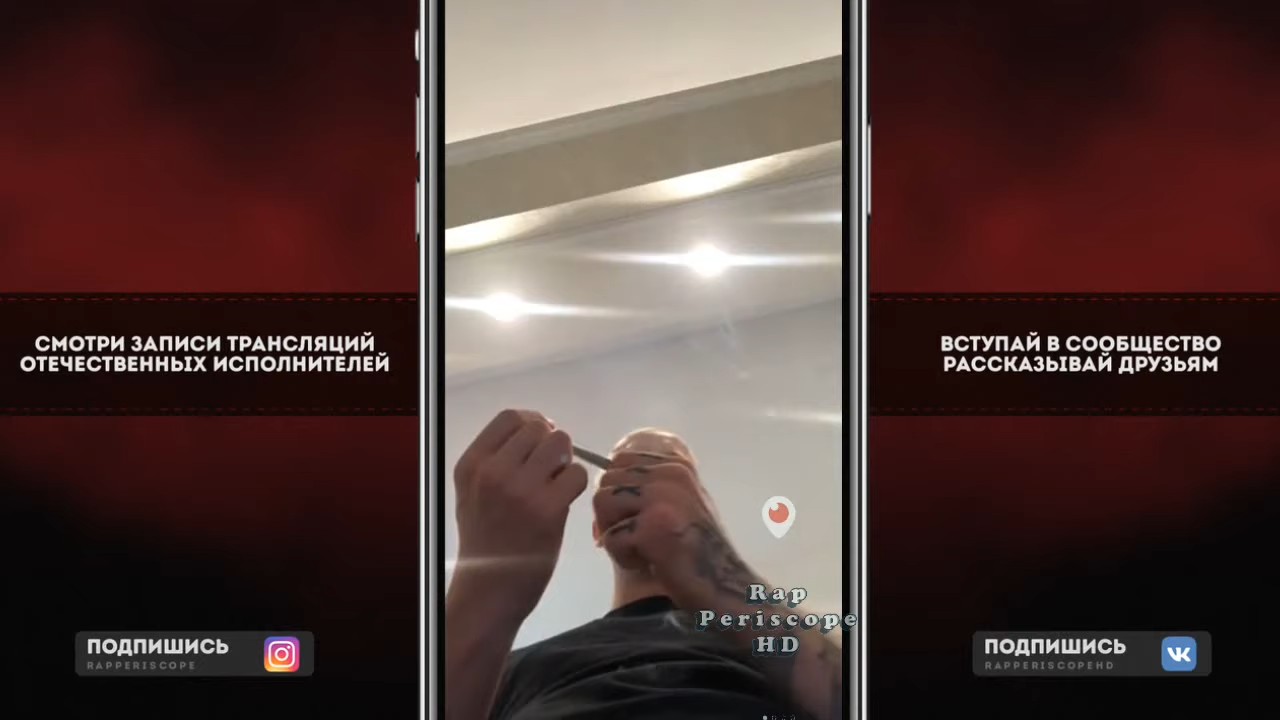 СМОТРИ ЗАПИСИ ТРАНСЛЯЦИЙ
ОТЕЧЕСТВЕННЫХ ИСПОЛНИТЕЛЕЙ
ПОДПИШИСЬ
RAPPERISCOPE
Rap
Periscope
HD
ВСТУПАЙ В СООБЩЕСТВО
РАССКАЗЫВАЙ ДРУЗЬЯМ
ПОДПИШИСЬ
RAPPERISCOPEHD